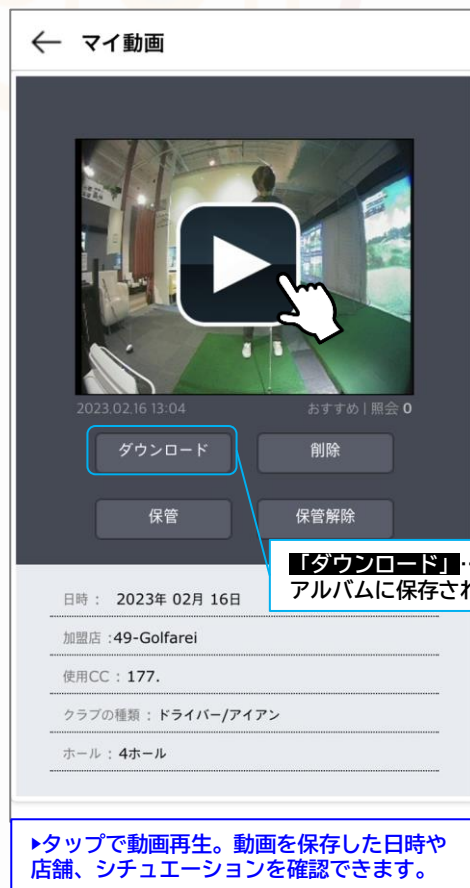 ← マイ動画
2023.02.16 13:04 おすすめ | 照会 0
ダウンロード 削除
保管 保管解除
「ダウンロード」…
アルバムに保存され
日時 : 2023年 02月 16日
加盟店 :49-Golfarei
使用CC : 177.
クラブの種類 : ドライバー/アイアン
ホール : 4ホール
▶タップで動画再生。動画を保存した日時や
店舗、シチュエーションを確認できます。